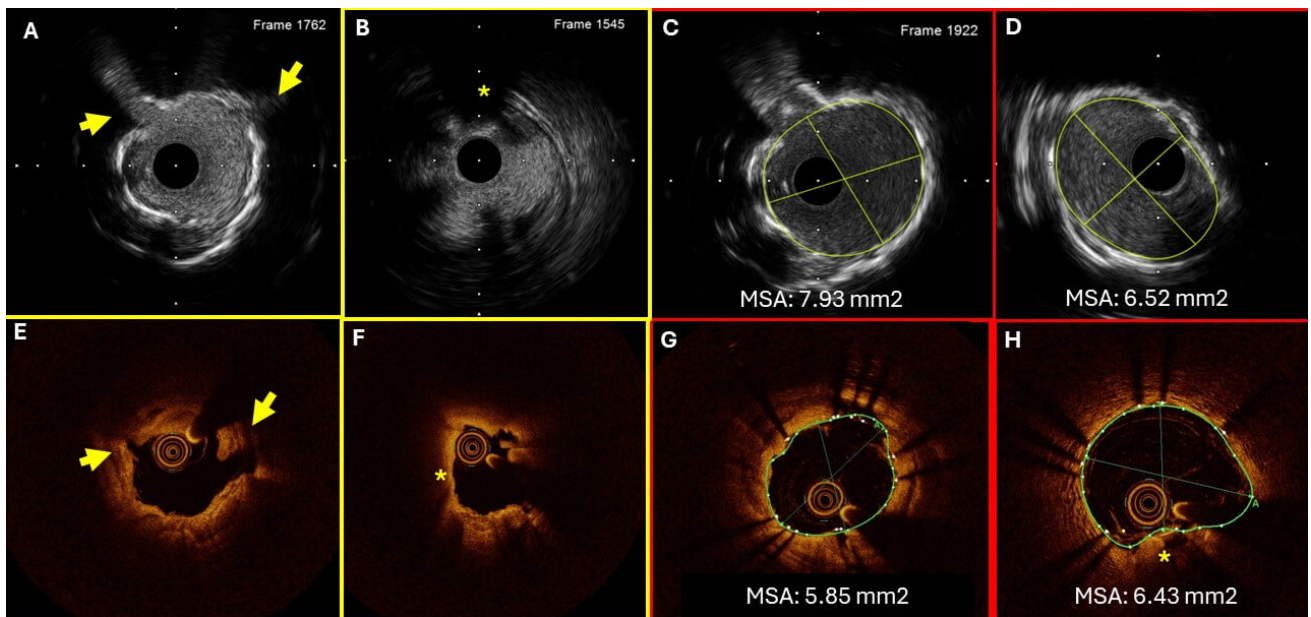 A
Frame 1762
B
Frame 1545
*
C
Frame 1922
MSA: 7.93 mm2
D
MSA: 6.52 mm2
E
F
*
G
A
MSA: 5.85 mm2
H
A
*
MSA: 6.43 mm2